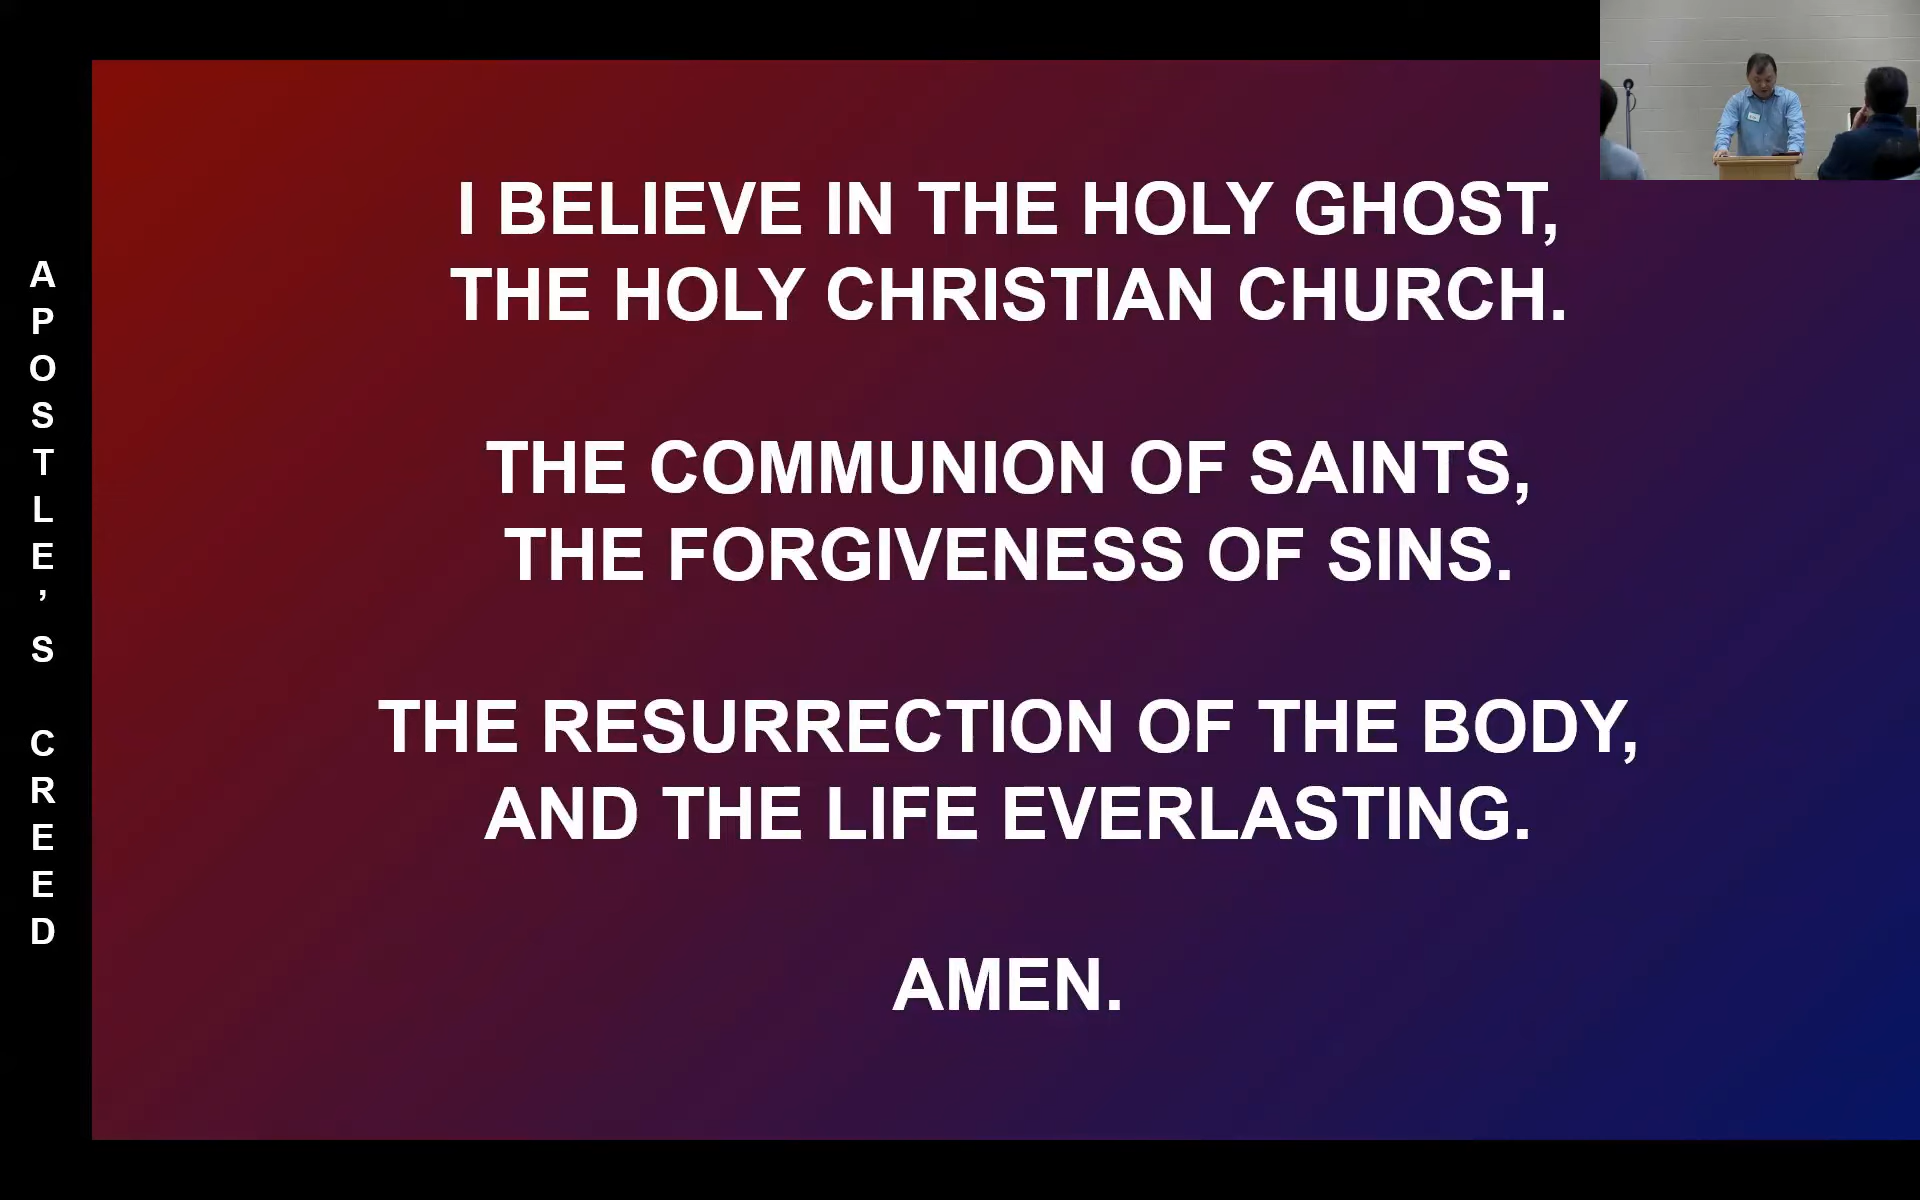 APOSTLE’S CREED
I BELIEVE IN THE HOLY GHOST,
THE HOLY CHRISTIAN CHURCH.
THE COMMUNION OF SAINTS,
THE FORGIVENESS OF SINS.
THE RESURRECTION OF THE BODY,
AND THE LIFE EVERLASTING.
AMEN.